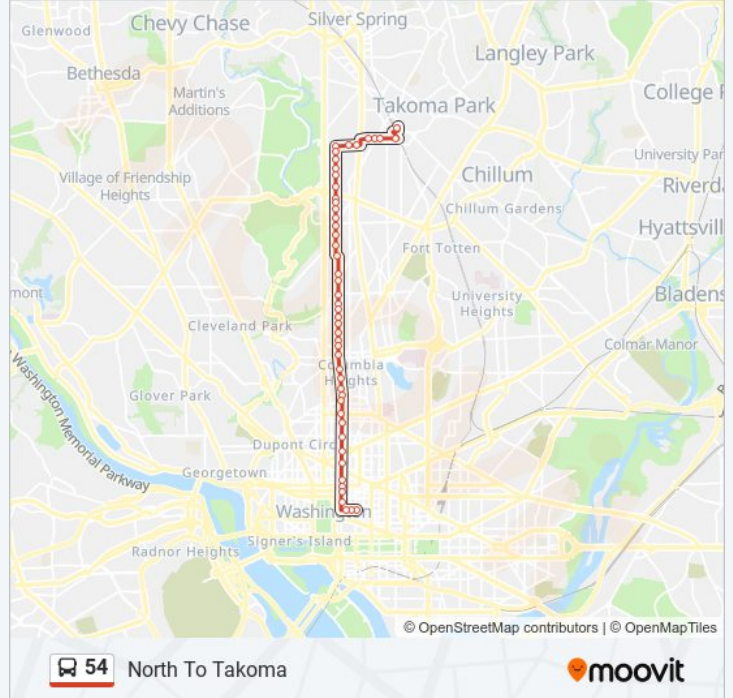 Glenwood
Chevy Chase
Silver Spring
Langley Park
Bethesda
Martin's
Additions
Takoma Park
College
University Par
Village of Friendship
Heights
Chillum
Riverda
Chillum Gardens
Hyattsvill
Fort Totten
mont
University
Heights
Bladens
Cleveland Park
Colmar Manor
Columbia
Heights
Washington Memorial Parkway
Glover Park
Dupont Circ
Georgetown
Washington
Signer's Island
Radnor Heights
© OpenStreetMap contributors | © OpenMapTiles
54 North To Takoma
moovit